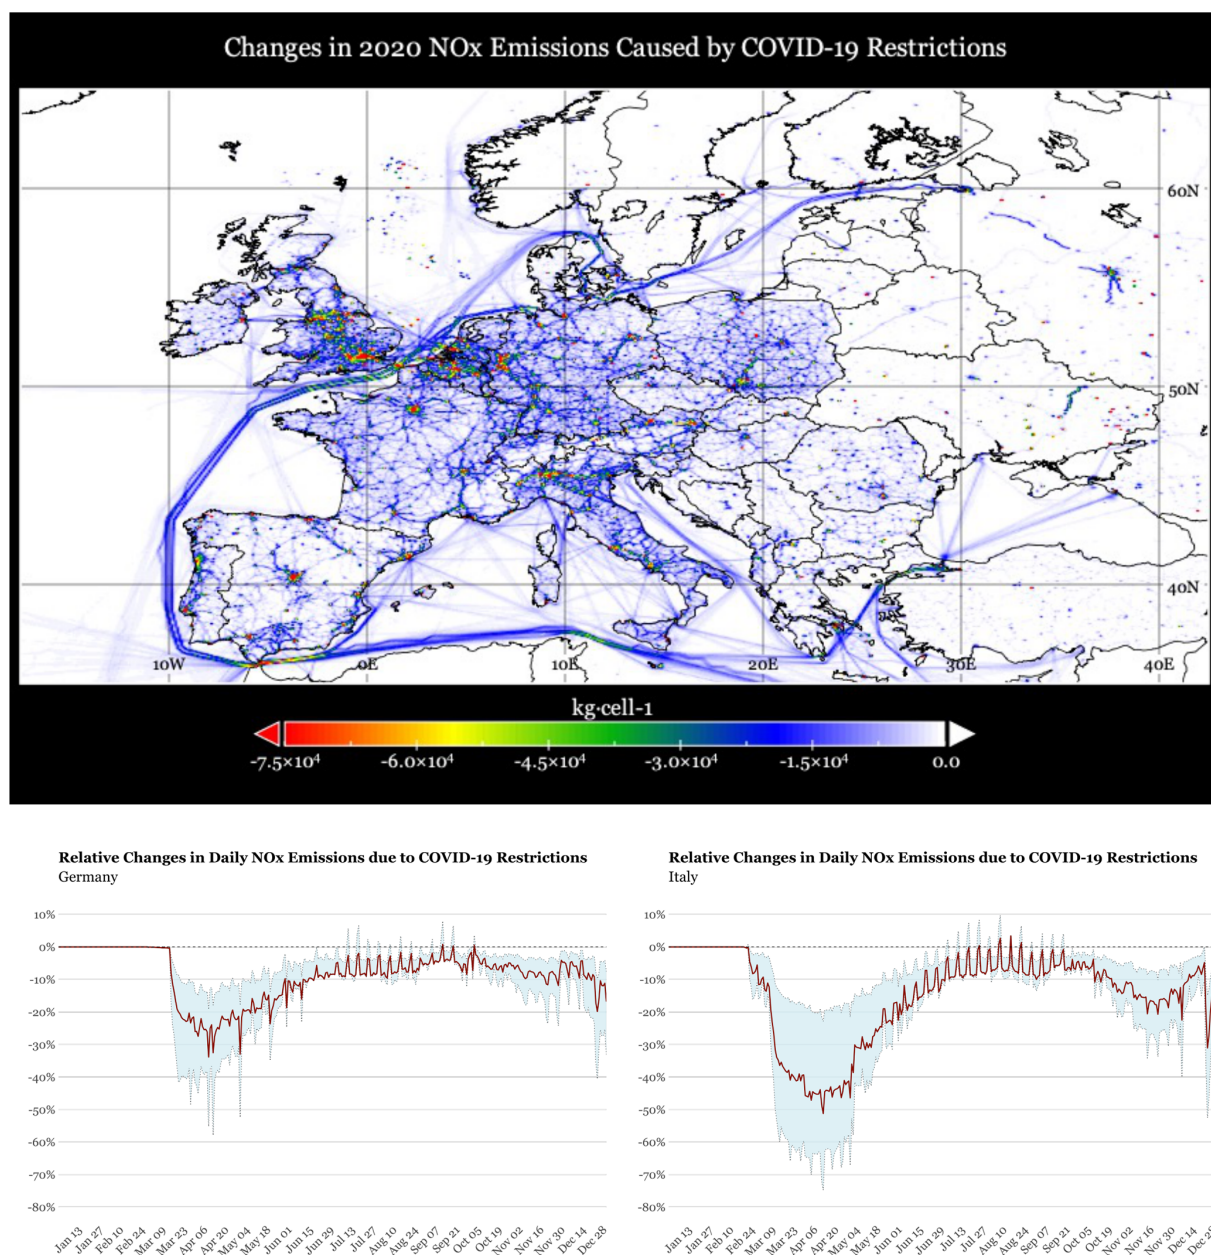 Changes in 2020 NOx Emissions Caused by COVID-19 Restrictions
60N
50N
40N
10W 0E 10E 20E 30E 40E
kg·cell-1
-7.5×10⁴ -6.0×10⁴ -4.5×10⁴ -3.0×10⁴ -1.5×10⁴ 0.0
Relative Changes in Daily NOx Emissions due to COVID-19 Restrictions
Germany
10%
0%
-10%
-20%
-30%
-40%
-50%
-60%
-70%
-80%
Jan 13 Jan 27 Feb 10 Feb 24 Mar 09 Mar 23 Apr 06 Apr 20 May 04 May 18 Jun 01 Jun 15 Jun 29 Jul 13 Jul 27 Aug 10 Aug 24 Sep 07 Sep 21 Oct 05 Oct 19 Nov 02 Nov 16 Nov 30 Dec 14 Dec 28
Relative Changes in Daily NOx Emissions due to COVID-19 Restrictions
Italy
10%
0%
-10%
-20%
-30%
-40%
-50%
-60%
-70%
-80%
Jan 13 Jan 27 Feb 10 Feb 24 Mar 09 Mar 23 Apr 06 Apr 20 May 04 May 18 Jun 01 Jun 15 Jun 29 Jul 13 Jul 27 Aug 10 Aug 24 Sep 07 Sep 21 Oct 05 Oct 19 Nov 02 Nov 16 Nov 30 Dec 14 Dec 28